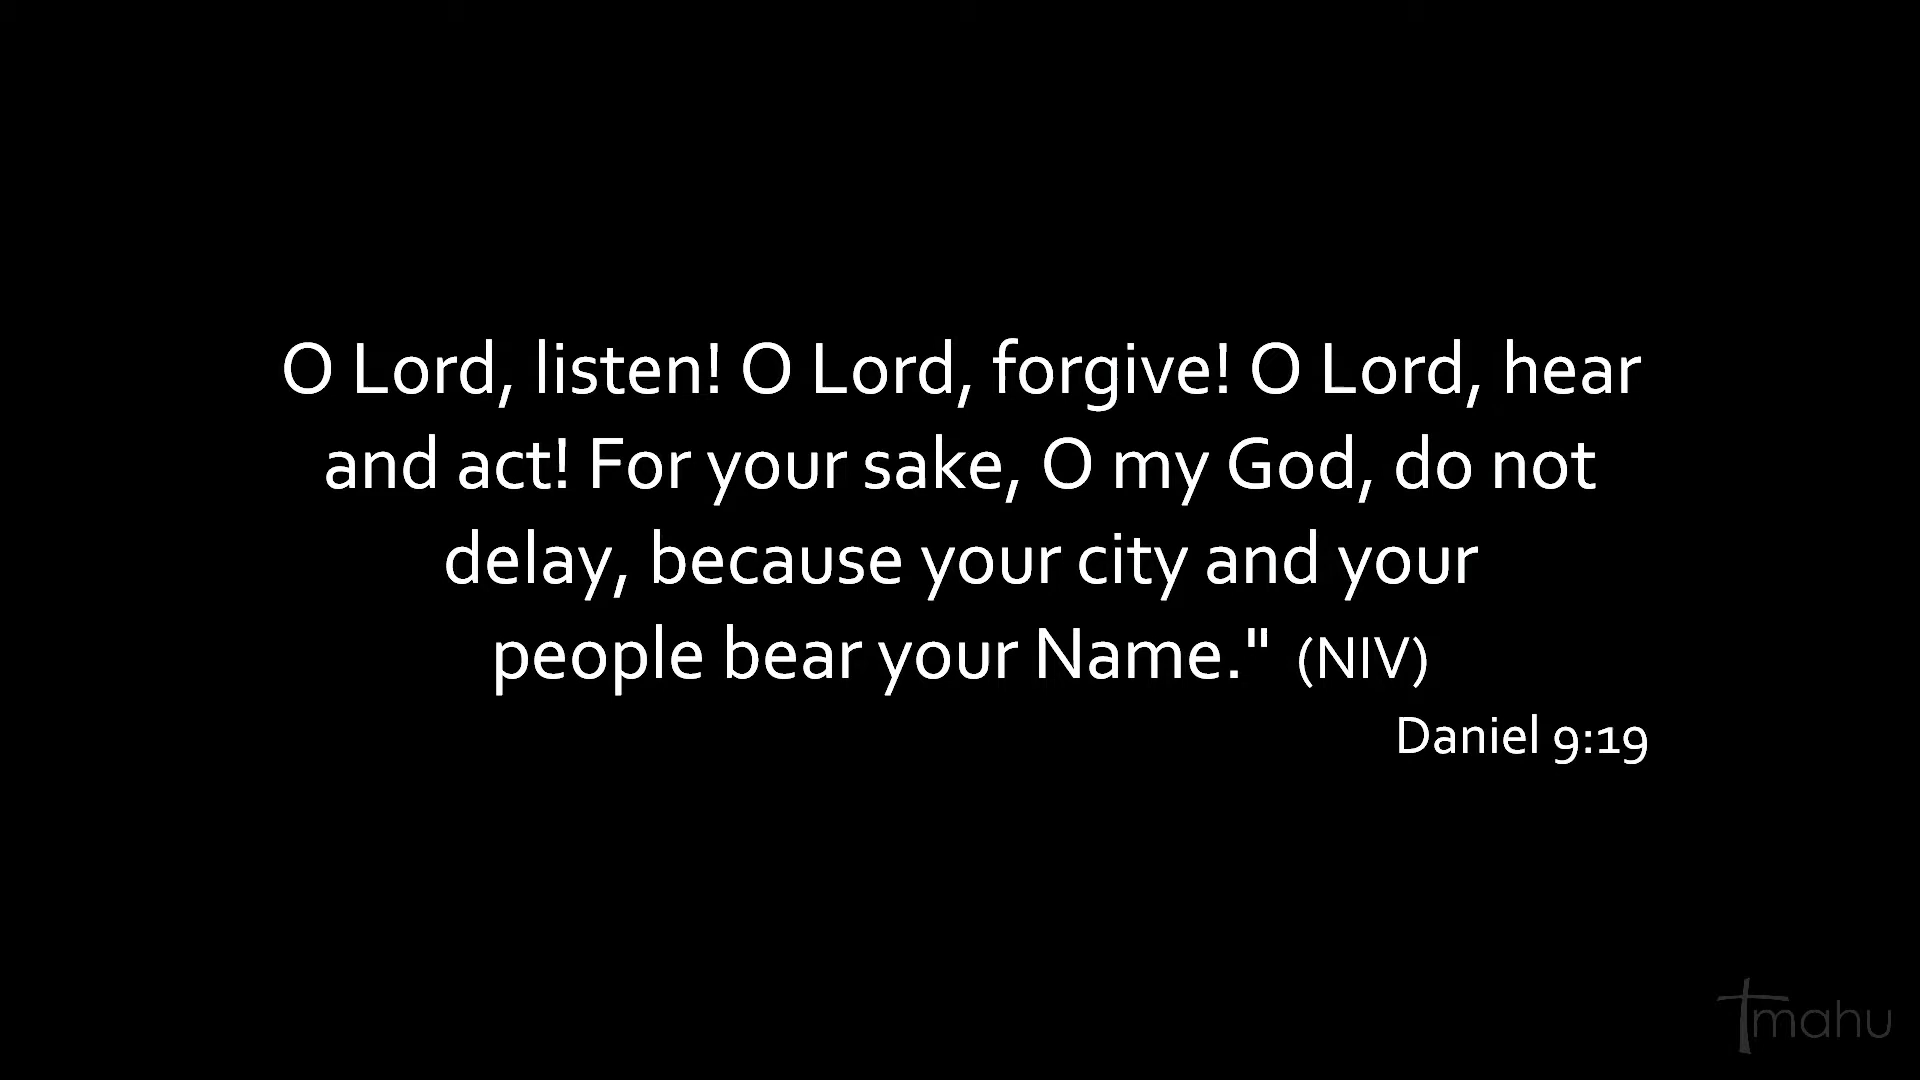 O Lord, listen! O Lord, forgive! O Lord, hear
and act! For your sake, O my God, do not
delay, because your city and your
people bear your Name." (NIV)
Daniel 9:19
mahu